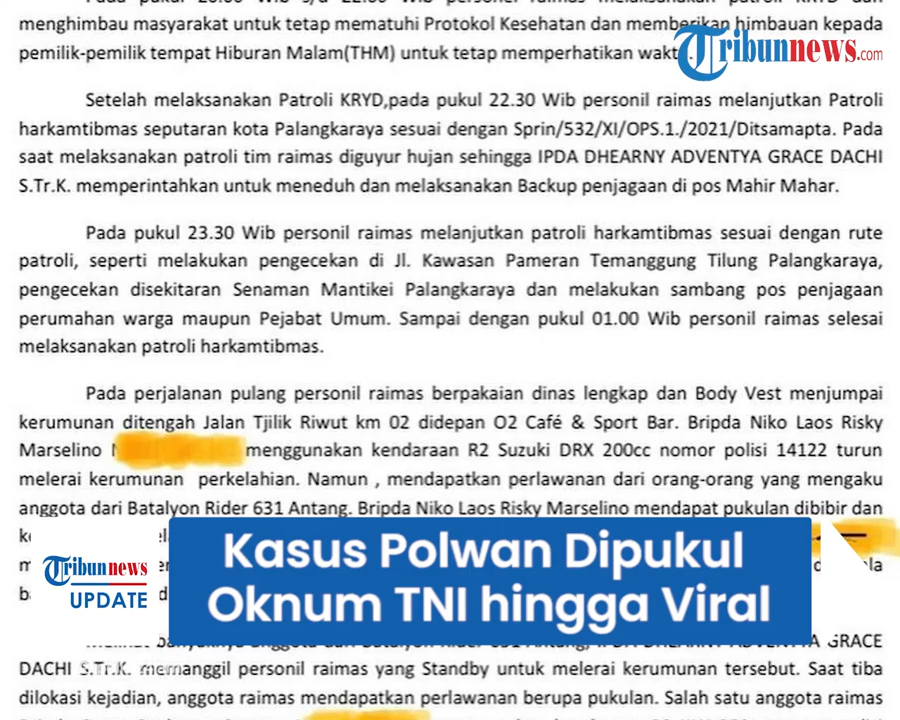 menghimbau masyarakat untuk tetap mematuhi Protokol Kesehatan dan memberikan himbauan kepada
pemilik-pemilik tempat Hiburan Malam(THM) untuk tetap memperhatikan
Tribunnews.com
Setelah melaksanakan Patroli KRYD,pada pukul 22.30 Wib personil raimas melanjutkan Patroli
harkamtibmas seputaran kota Palangkaraya sesuai dengan Sprin/532/XI/OPS.1./2021/Ditsamapta. Pada
saat melaksanakan patroli tim raimas diguyur hujan sehingga IPDA DHEARNY ADVENTYA GRACE DACHI
S.Tr.K. memperintahkan untuk meneduh dan melaksanakan Backup penjagaan di pos Mahir Mahar.
Pada pukul 23.30 Wib personil raimas melanjutkan patroli harkamtibmas sesuai dengan rute
patroli, seperti melakukan pengecekan di Jl. Kawasan Pameran Temanggung Tilung Palangkaraya,
pengecekan disekitaran Senaman Mantikei Palangkaraya dan melakukan sambang pos penjagaan
perumahan warga maupun Pejabat Umum. Sampai dengan pukul 01.00 Wib personil raimas selesai
melaksanakan patroli harkamtibmas.
Pada perjalanan pulang personil raimas berpakaian dinas lengkap dan Body Vest menjumpai
kerumunan ditengah Jalan Tjilik Riwut km 02 didepan O2 Café & Sport Bar. Bripda Niko Laos Risky
Marselino menggunakan kendaraan R2 Suzuki DRX 200cc nomor polisi 14122 turun
melerai kerumunan perkelahian. Namun , mendapatkan perlawanan dari orang-orang yang mengaku
anggota dari Batalyon Rider 631 Antang. Bripda Niko Laos Risky Marselino mendapat pukulan dibibir dan
Tribunnews
UPDATE
Kasus Polwan Dipukul
Oknum TNI hingga Viral
GRACE
DACHI S.Tr.K. memanggil personil raimas yang Standby untuk melerai kerumunan tersebut. Saat tiba
dilokasi kejadian, anggota raimas mendapatkan perlawanan berupa pukulan. Salah satu anggota raimas